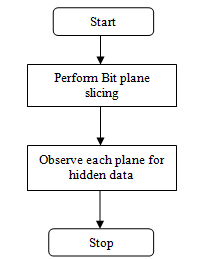 Start
Perform Bit plane
slicing
Observe each plane for
hidden data
Stop